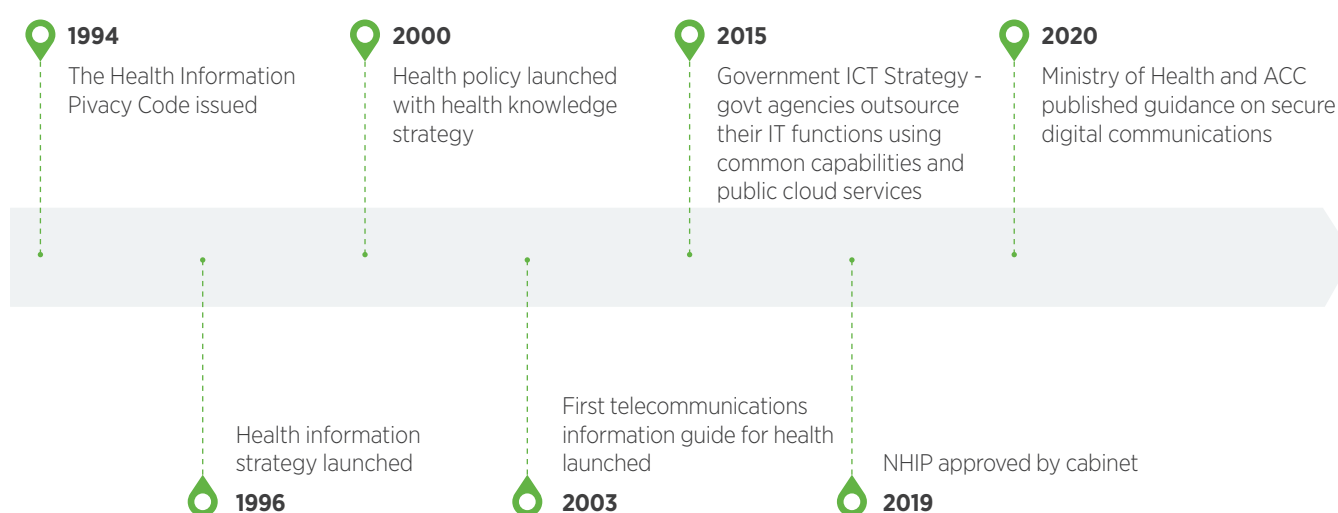 1994
The Health Information
Pivacy Code issued
2000
Health policy launched
with health knowledge
strategy
2015
Government ICT Strategy -
govt agencies outsource
their IT functions using
common capabilities and
public cloud services
2020
Ministry of Health and ACC
published guidance on secure
digital communications
Health information
strategy launched
1996
First telecommunications
information guide for health
launched
2003
NHIP approved by cabinet
2019